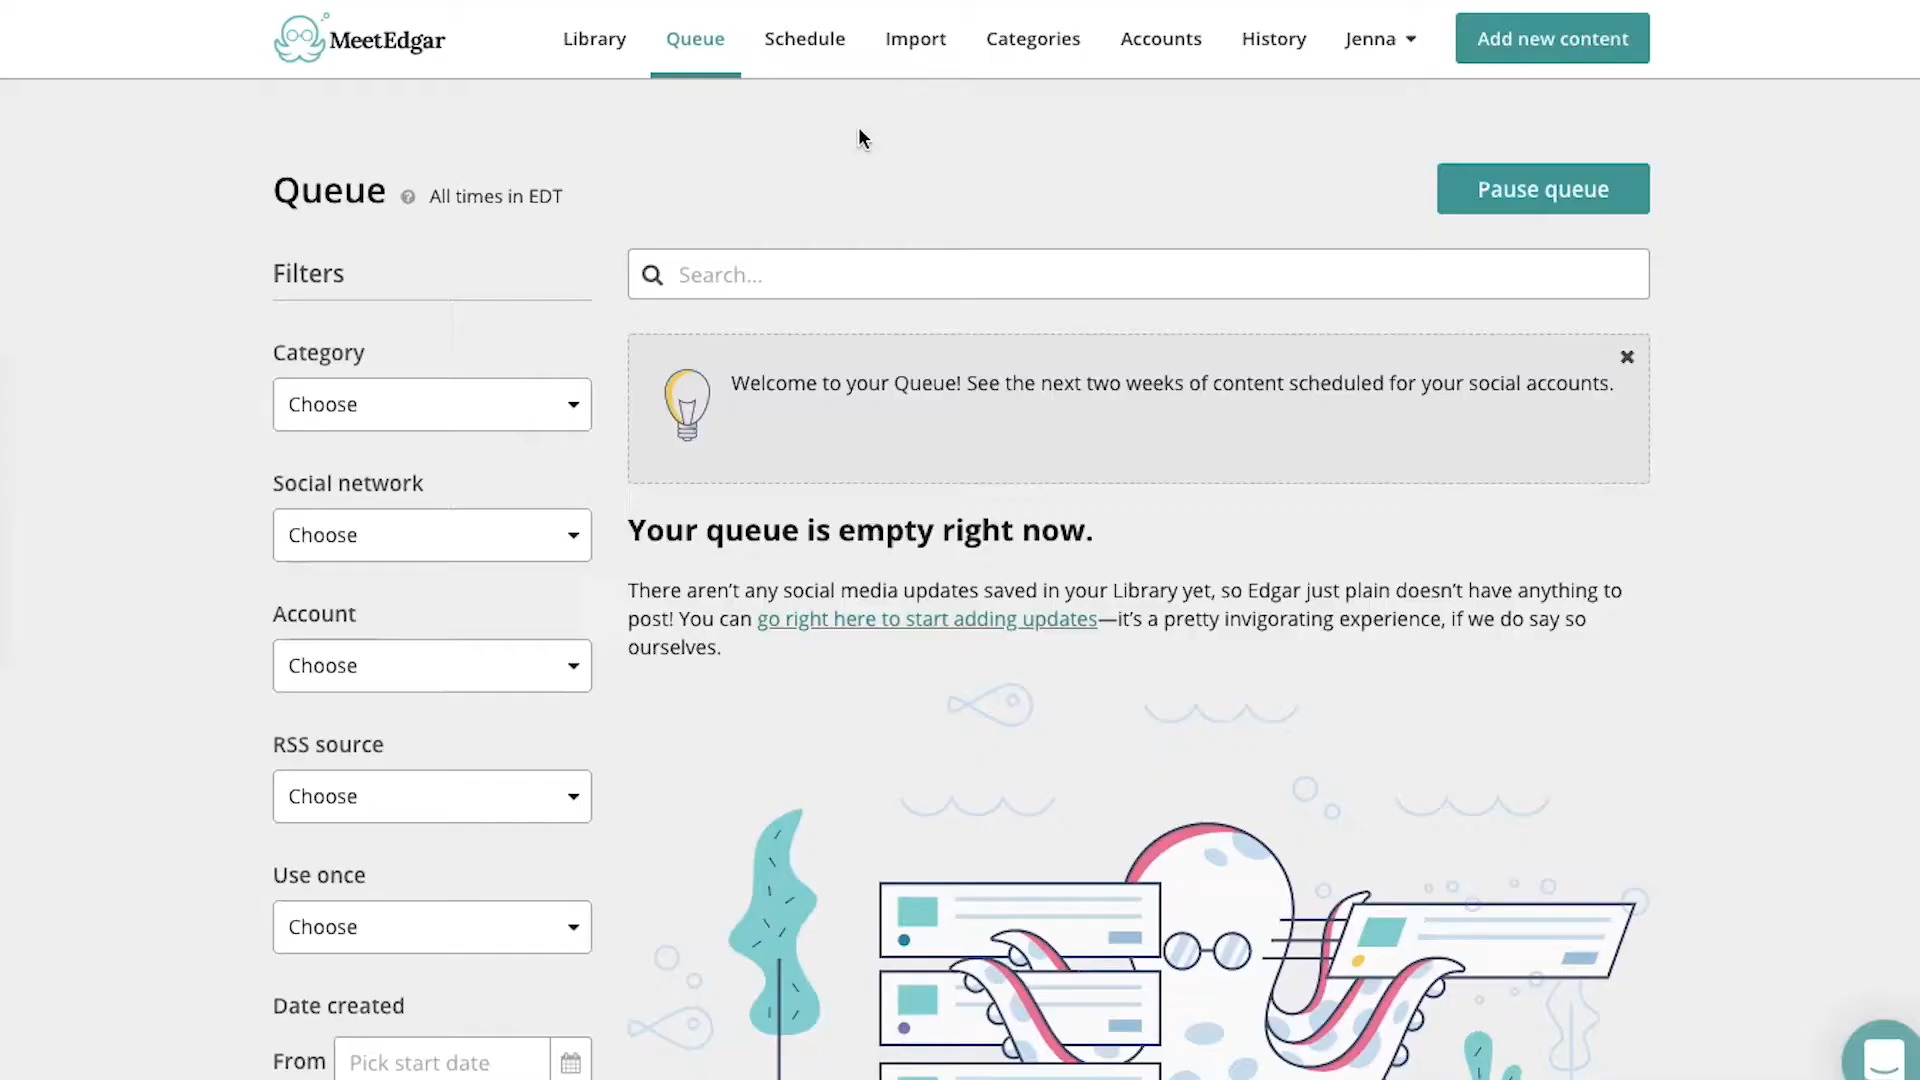 MeetEdgar
Library Queue Schedule Import Categories Accounts History Jenna Add new content
Queue ? All times in EDT
Pause queue
Filters
Search...
Category
Choose
Welcome to your Queue! See the next two weeks of content scheduled for your social accounts.
Social network
Choose
Your queue is empty right now.
There aren’t any social media updates saved in your Library yet, so Edgar just plain doesn’t have anything to
post! You can go right here to start adding updates—it’s a pretty invigorating experience, if we do say so
ourselves.
Account
Choose
RSS source
Choose
Use once
Choose
Date created
From Pick start date